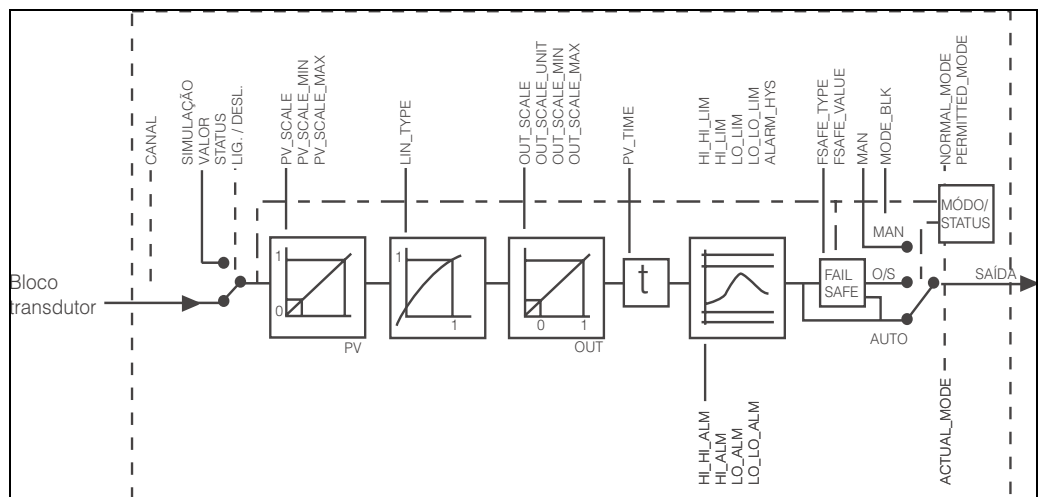 CANAL
SIMULAÇÃO
VALOR
STATUS
LIG. / DESL.
PV_SCALE
PV_SCALE_MIN
PV_SCALE_MAX
LIN_TYPE
OUT_SCALE
OUT_SCALE_UNIT
OUT_SCALE_MIN
OUT_SCALE_MAX
PV_TIME
HI_HI_LIM
HI_LIM
LO_LIM
LO_LO_LIM
ALARM_HYS
FSAFE_TYPE
FSAFE_VALUE
MAN
MODE_BLK
NORMAL_MODE
PERMITTED_MODE
Bloco
transdutor
1
0
PV
1
1
0
1
OUT
t
FAIL
SAFE
MAN
O/S
AUTO
MÓDO/
STATUS
SAÍDA
HI_HI_ALM
HI_ALM
LO_ALM
LO_LO_ALM
ACTUAL_MODE